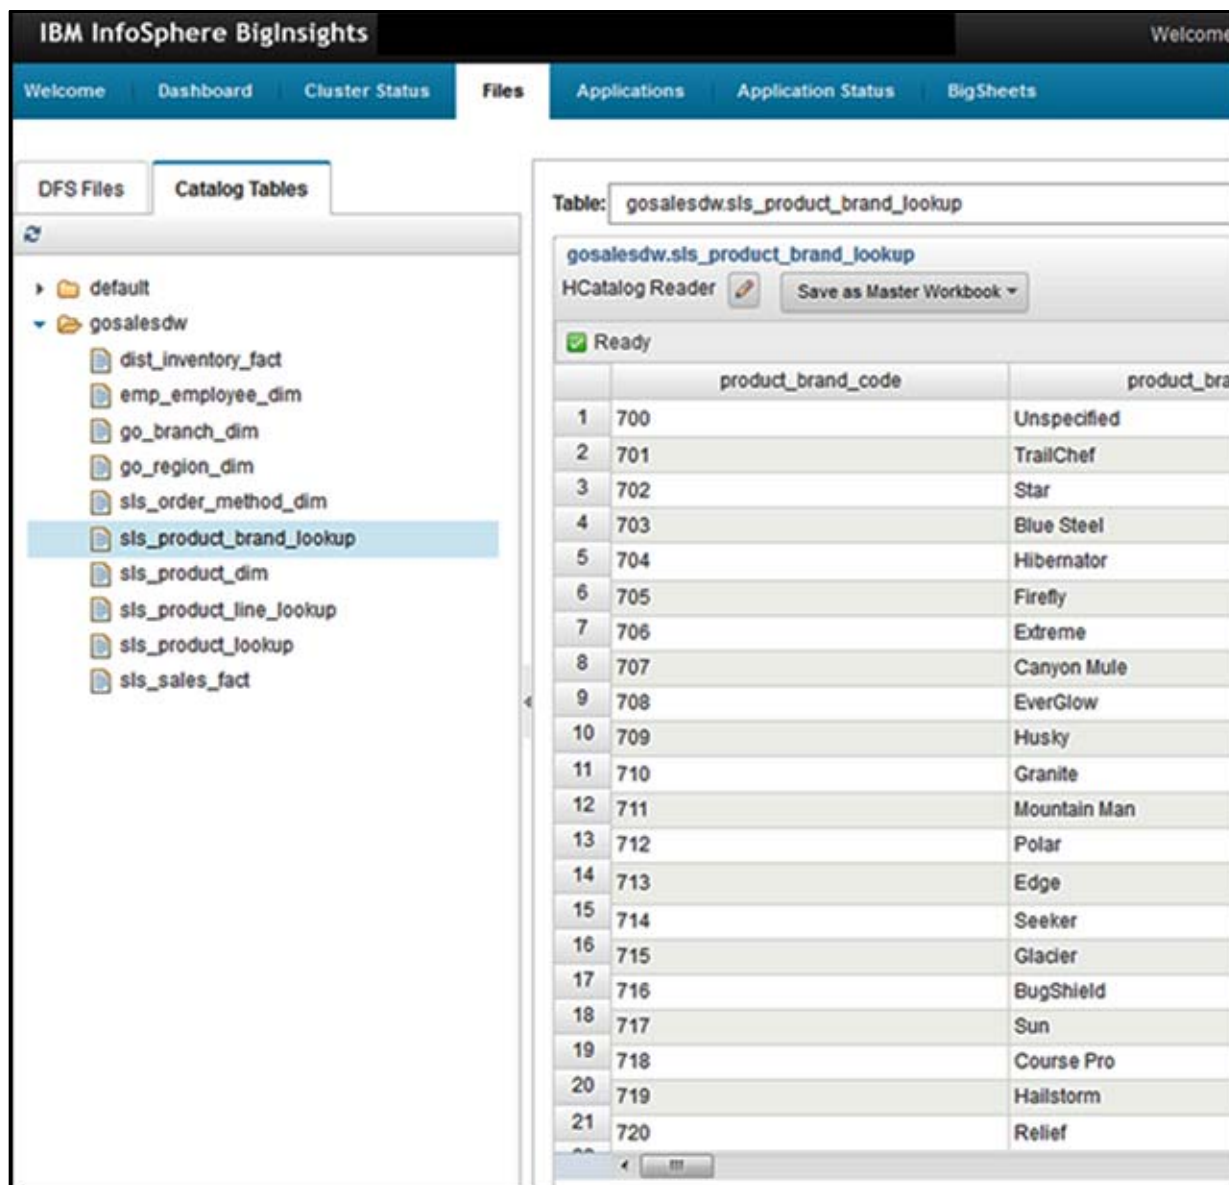 IBM InfoSphere BigInsights Welcome
Welcome Dashboard Cluster Status Files Applications Application Status BigSheets
DFS Files Catalog Tables
default
gosalesdw
dist_inventory_fact
emp_employee_dim
go_branch_dim
go_region_dim
sls_order_method_dim
sls_product_brand_lookup
sls_product_dim
sls_product_line_lookup
sls_product_lookup
sls_sales_fact
Table: gosalesdw.sls_product_brand_lookup
gosalesdw.sls_product_brand_lookup
HCatalog Reader Save as Master Workbook
Ready
product_brand_code product_bra
1 700 Unspecified
2 701 TrailChef
3 702 Star
4 703 Blue Steel
5 704 Hibernator
6 705 Firefly
7 706 Extreme
8 707 Canyon Mule
9 708 EverGlow
10 709 Husky
11 710 Granite
12 711 Mountain Man
13 712 Polar
14 713 Edge
15 714 Seeker
16 715 Glacier
17 716 BugShield
18 717 Sun
19 718 Course Pro
20 719 Hailstorm
21 720 Relief